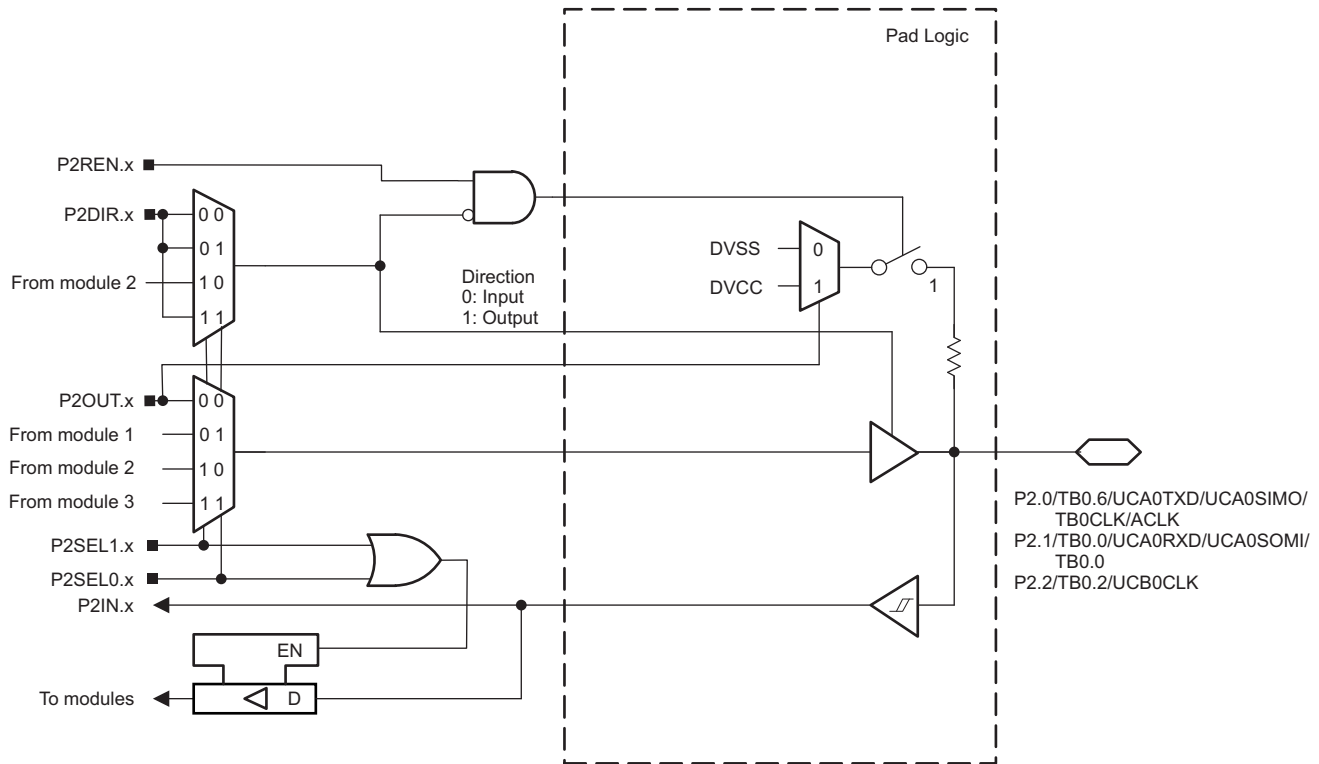 Pad Logic
P2REN.x
P2DIR.x
0 0
0 1
From module 2
1 0
1 1
Direction
0: Input
1: Output
DVSS
0
DVCC
1
1
P2OUT.x
0 0
From module 1
0 1
From module 2
1 0
From module 3
1 1
P2SEL1.x
P2SEL0.x
P2IN.x
EN
To modules
D
P2.0/TB0.6/UCA0TXD/UCA0SIMO/
TB0CLK/ACLK
P2.1/TB0.0/UCA0RXD/UCA0SOMI/
TB0.0
P2.2/TB0.2/UCB0CLK